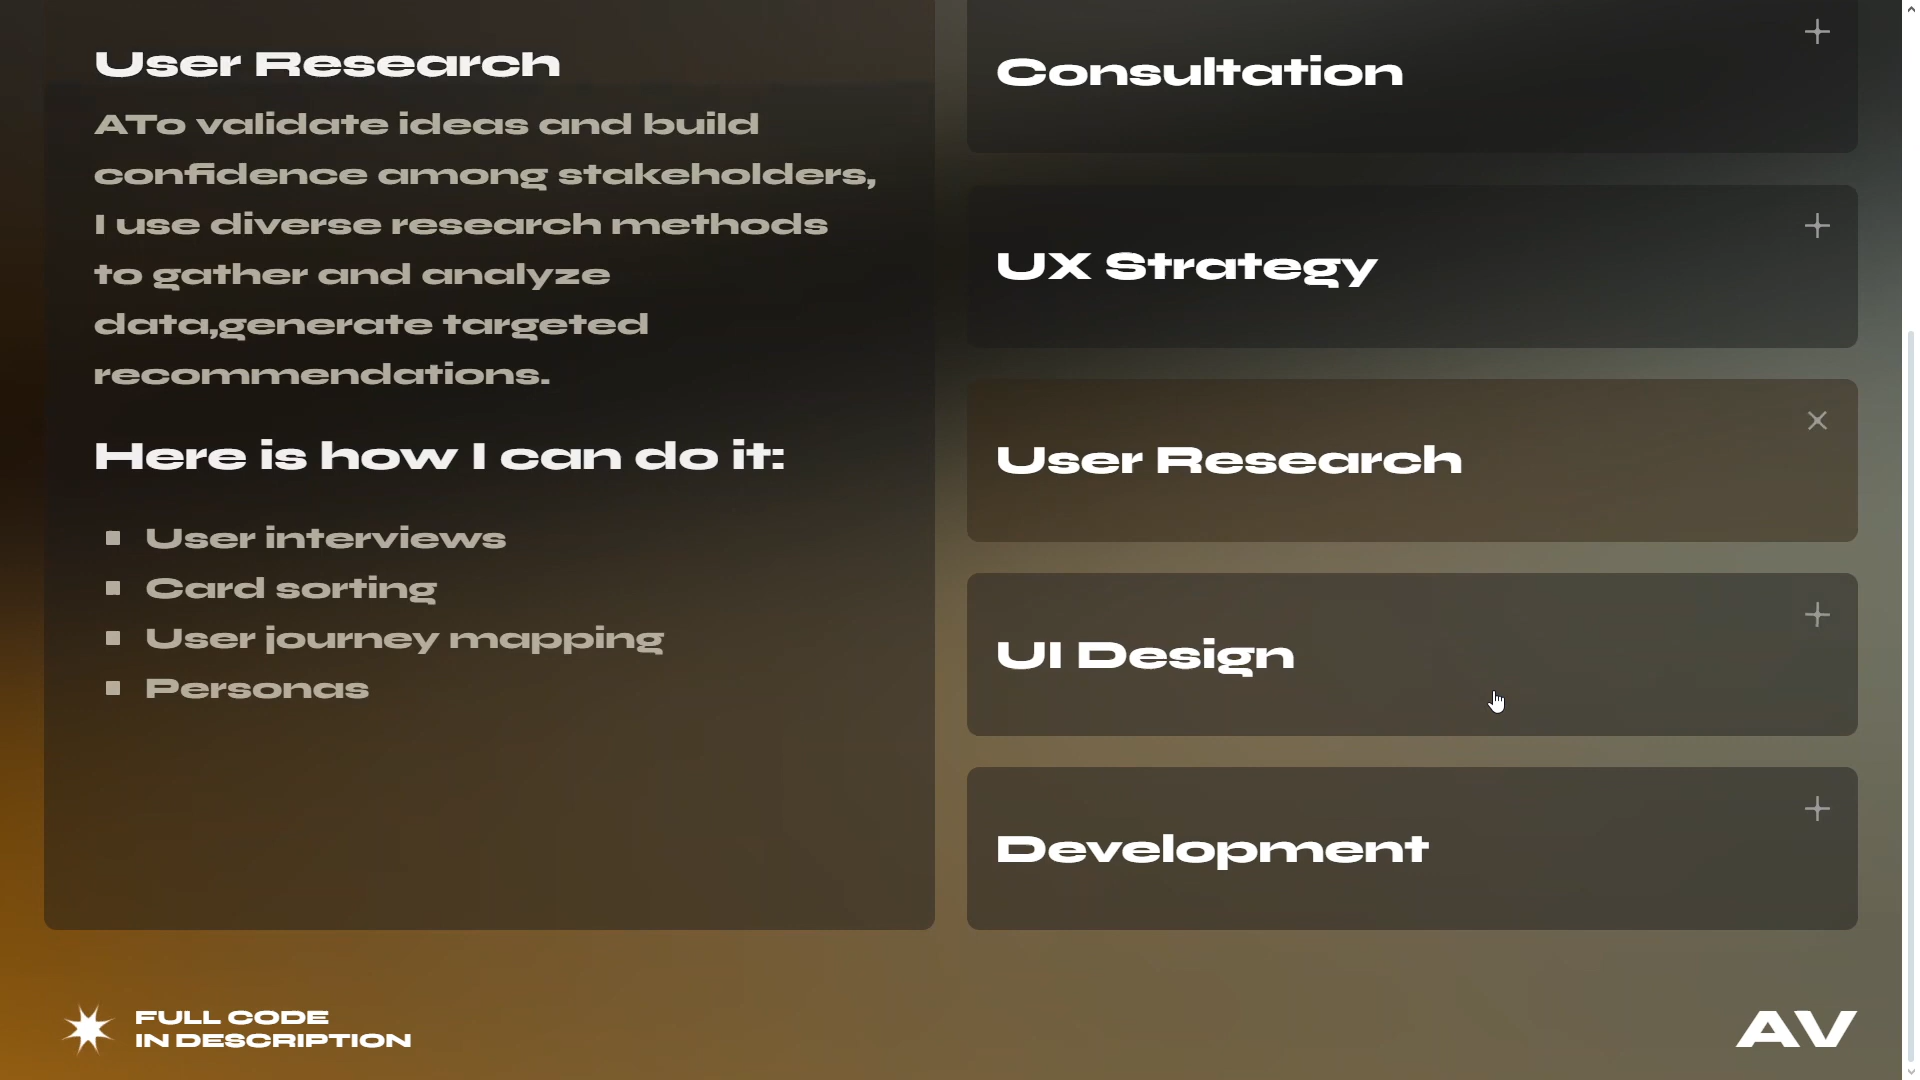 User Research
ATo validate ideas and build
confidence among stakeholders,
I use diverse research methods
to gather and analyze
data,generate targeted
recommendations.
Here is how I can do it:
User interviews
Card sorting
User journey mapping
Personas
Consultation
UX Strategy
User Research
UI Design
Development
FULL CODE
IN DESCRIPTION
AV